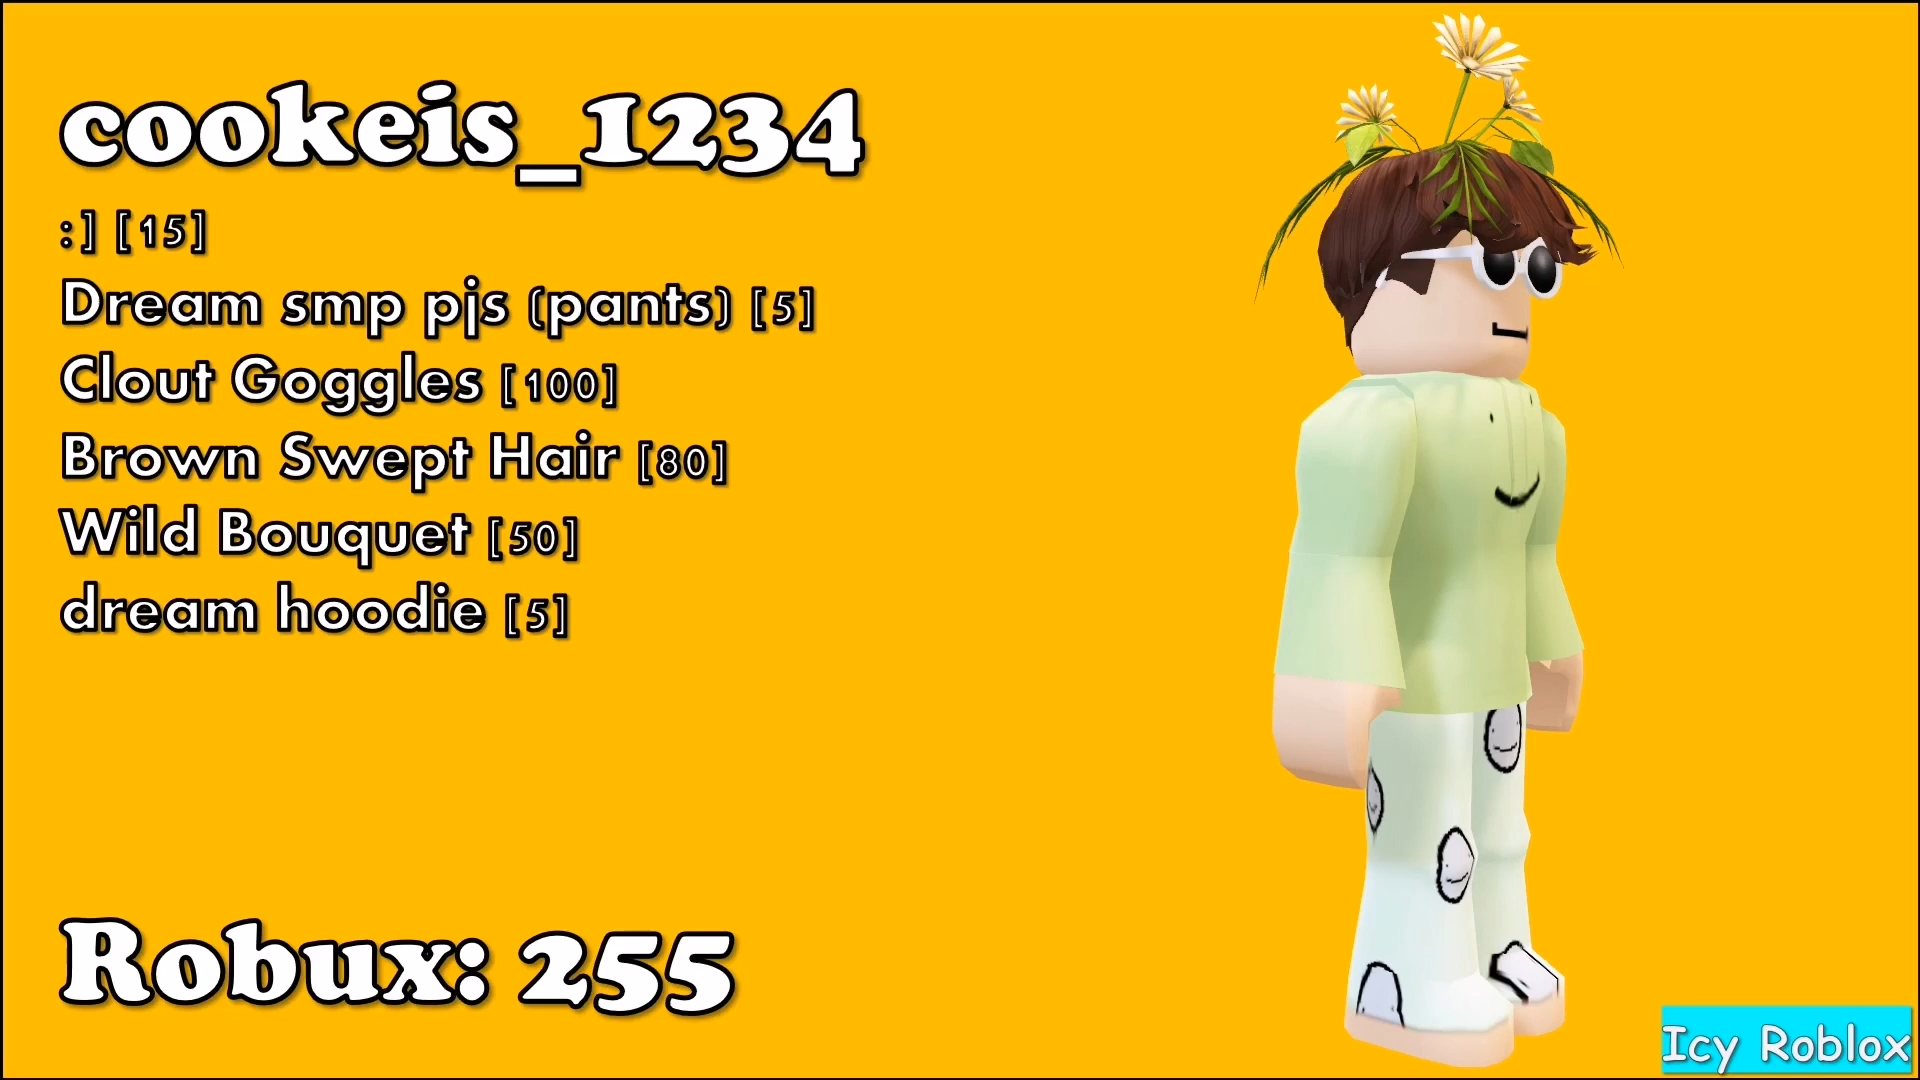 cookeis_1234
:] [15]
Dream smp pjs (pants) [5]
Clout Goggles [100]
Brown Swept Hair [80]
Wild Bouquet [50]
dream hoodie [5]
Robux: 255
Icy Roblox